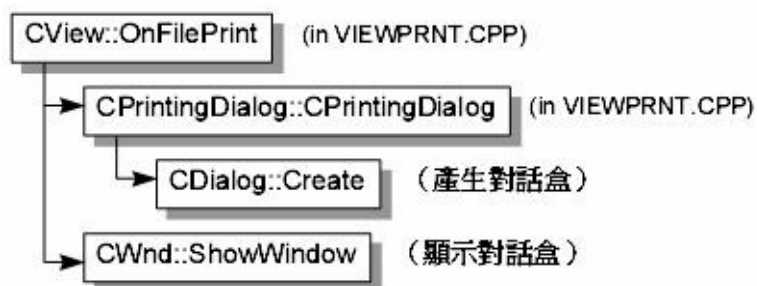 CView::OnFilePrint (in VIEWPRNT.CPP)
CPrintingDialog::CPrintingDialog (in VIEWPRNT.CPP)
CDialog::Create （產生對話盒）
CWnd::ShowWindow （顯示對話盒）